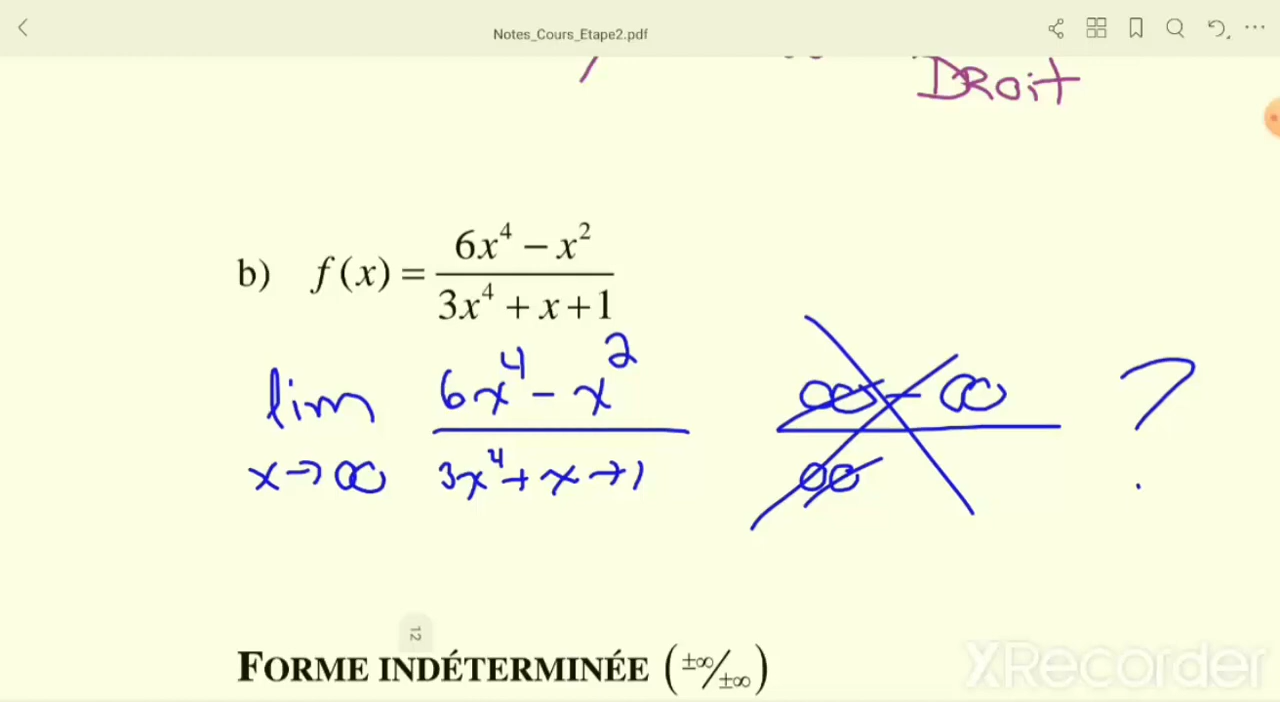 Notes_Cours_Etape2.pdf
DROIT
b) f(x) = (6x⁴ − x²)/(3x⁴ + x + 1)
lim x→∞ (6x⁴ − x²)/(3x⁴ + x + 1) (∞ − ∞)/∞ ?
12
FORME INDÉTERMINÉE (±∞/±∞)
XRecorder